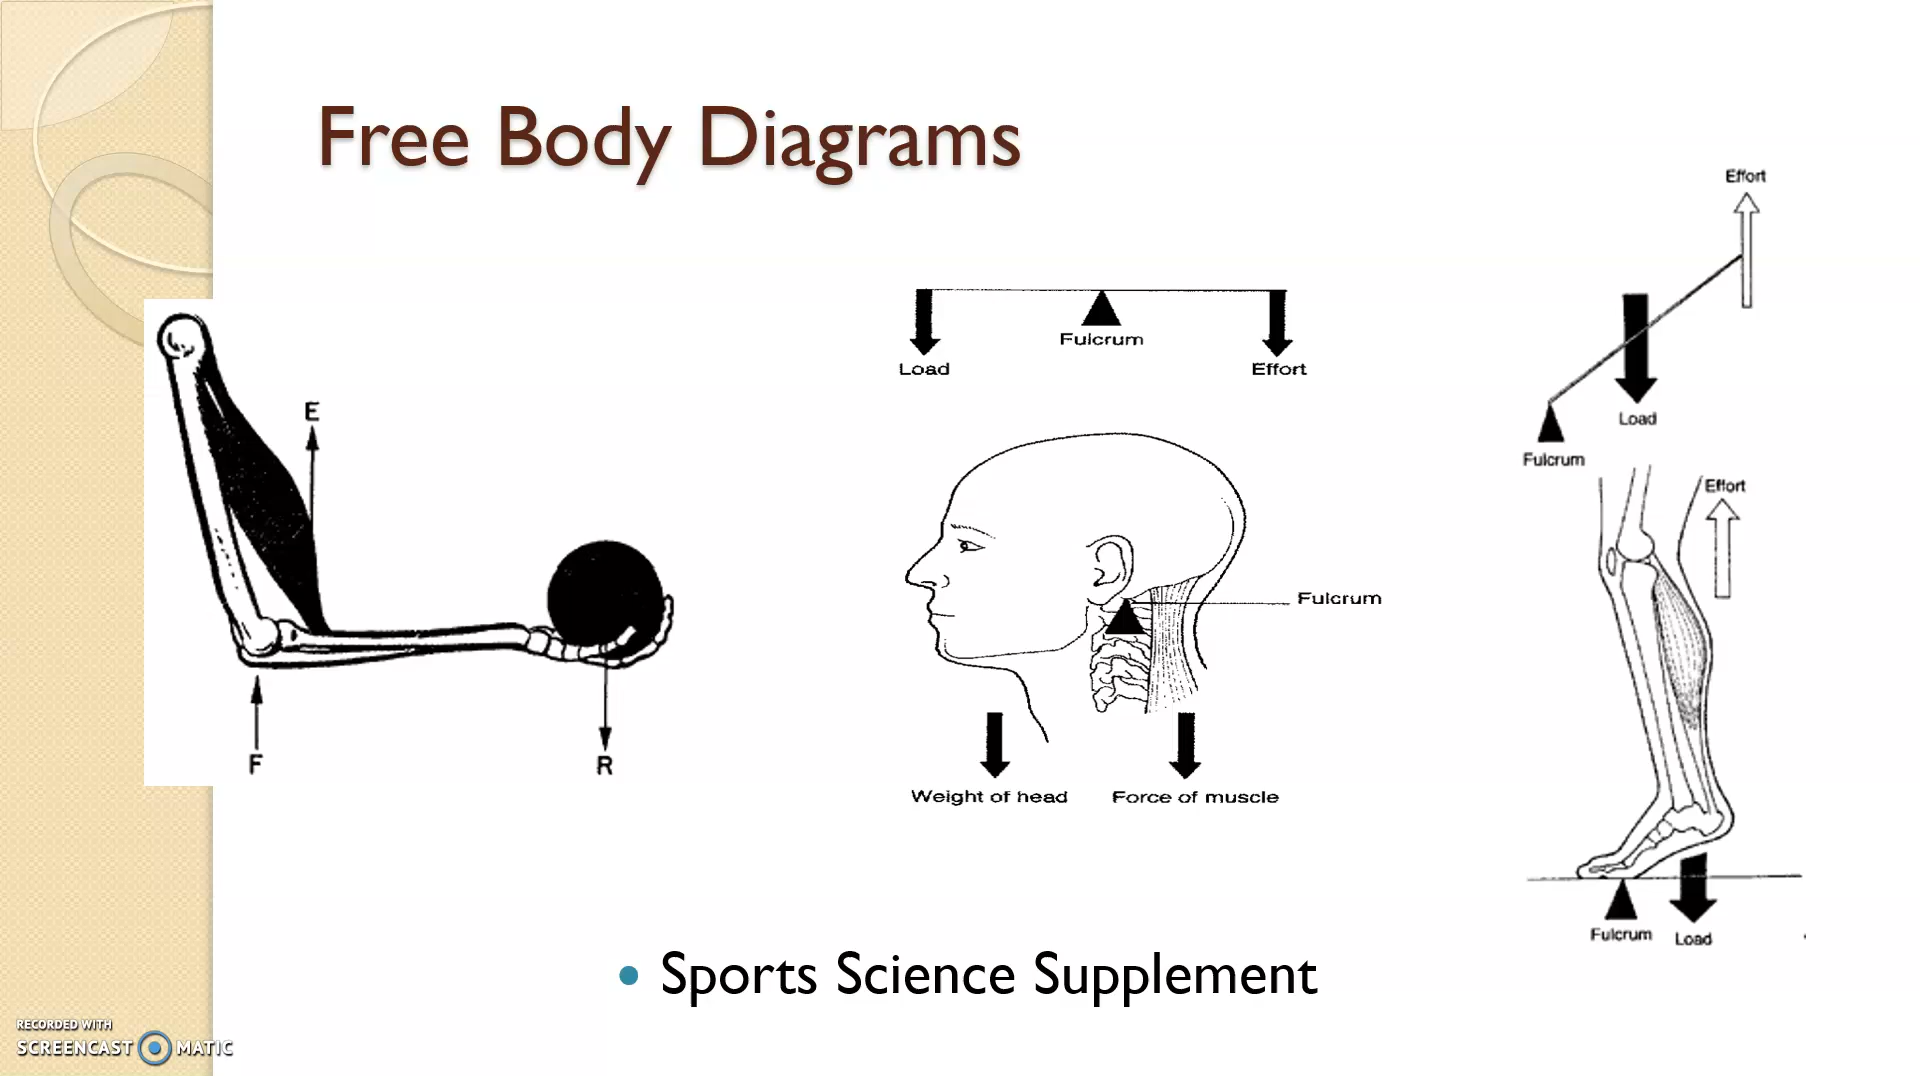 Free Body Diagrams
E
F
R
Load
Fulcrum
Effort
Fulcrum
Weight of head
Force of muscle
Effort
Load
Fulcrum
Effort
Fulcrum
Load
Sports Science Supplement
RECORDED WITH
SCREENCAST MATIC